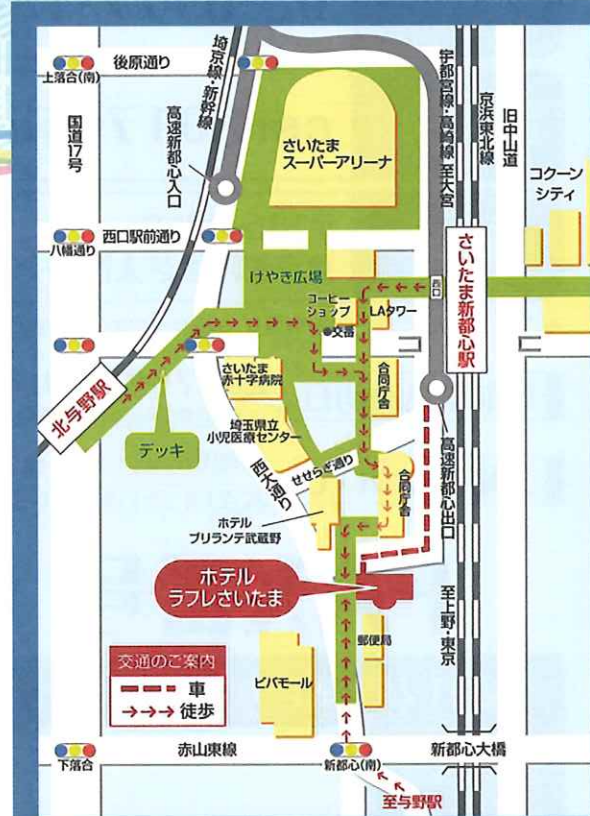 後原通り
上落合(南)
埼京線・新幹線
高速新都心入口
国道17号
さいたま
スーパーアリーナ
宇都宮線・高崎線 至大宮
京浜東北線
旧中山道
コクーン
シティ
西口駅前通り
八幡通り
けやき広場
コーヒー
ショップ
LAタワー
西口
さいたま新都心駅
●交番
北与野駅
デッキ
さいたま
赤十字病院
埼玉県立
小児医療センター
合同庁舎
せせらぎ通り
西大通り
合同庁舎
高速新都心出口
ホテル
ブリランテ武蔵野
ホテル
ラフレさいたま
至上野・東京
郵便局
ビバモール
交通のご案内
車
→→→ 徒歩
赤山東線
新都心大橋
下落合
新都心(南)
至与野駅